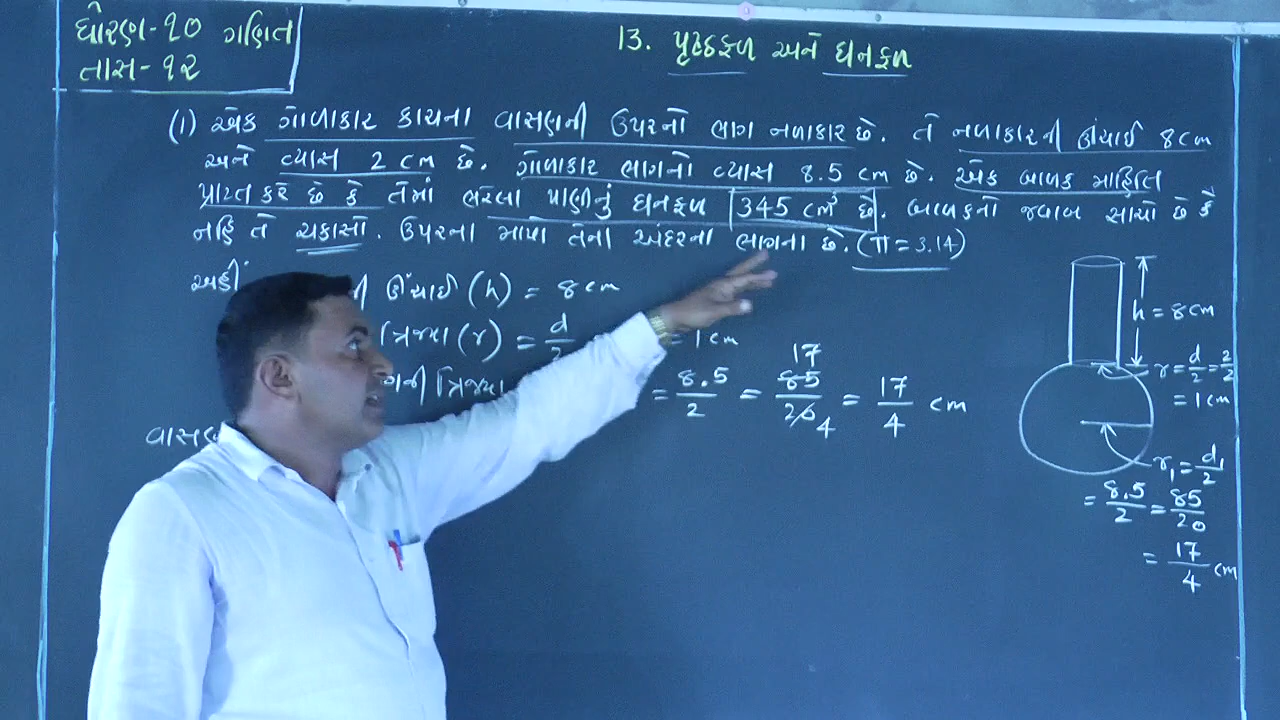 ધોરણ-૧૦ ગણિત
તાસ-૧૨
13. પૃષ્ઠફળ અને ઘનફળ
(1) એક ગોળાકાર કાચના વાસણની ઉપરનો ભાગ નળાકાર છે. તે નળાકારની ઊંચાઈ 8 cm
અને વ્યાસ 2 cm છે. ગોળાકાર ભાગનો વ્યાસ 8.5 cm છે. એક બાળક માહિતિ
પ્રાપ્ત કરે છે કે તેમાં ભરેલા પાણીનું ઘનફળ 345 cm³ છે. બાળકનો જવાબ સાચો છે કે
નહિ તે ચકાસો. ઉપરના માપો તેના અંદરના ભાગના છે. (π = 3.14)
અહીં
ની ઊંચાઈ (h) = 8 cm
ત્રિજ્યા (r) = d/2 = 1 cm
ગની ત્રિજ્યા = 8.5/2 = 85/20 17 4 = 17/4 cm
વાસણ
h = 8 cm
r = d/2 = 2/2
= 1 cm
r₁ = d₁/2
= 8.5/2 = 85/20
= 17/4 cm